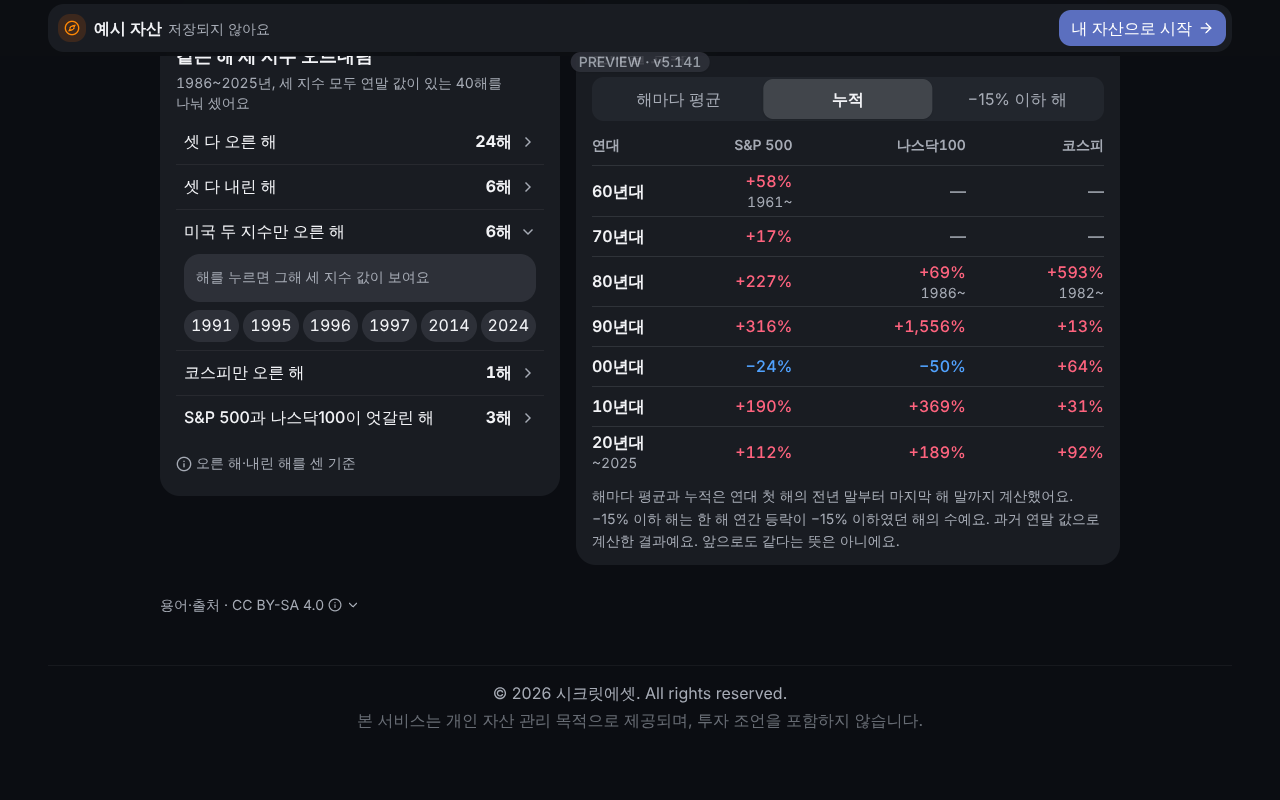 예시 자산 저장되지 않아요
내 자산으로 시작
1986~2025년, 세 지수 모두 연말 값이 있는 40해를
나눠 셌어요
셋 다 오른 해 24해
셋 다 내린 해 6해
미국 두 지수만 오른 해 6해
해를 누르면 그해 세 지수 값이 보여요
1991 1995 1996 1997 2014 2024
코스피만 오른 해 1해
S&P 500과 나스닥100이 엇갈린 해 3해
오른 해·내린 해를 센 기준
PREVIEW · v5.141
해마다 평균 누적 −15% 이하 해
연대 S&P 500 나스닥100 코스피
60년대 +58% — —
1961~
70년대 +17% — —
80년대 +227% +69% +593%
1986~ 1982~
90년대 +316% +1,556% +13%
00년대 −24% −50% +64%
10년대 +190% +369% +31%
20년대 +112% +189% +92%
~2025
해마다 평균과 누적은 연대 첫 해의 전년 말부터 마지막 해 말까지 계산했어요.
−15% 이하 해는 한 해 연간 등락이 −15% 이하였던 해의 수예요. 과거 연말 값으로
계산한 결과예요. 앞으로도 같다는 뜻은 아니에요.
용어·출처 · CC BY-SA 4.0
© 2026 시크릿에셋. All rights reserved.
본 서비스는 개인 자산 관리 목적으로 제공되며, 투자 조언을 포함하지 않습니다.